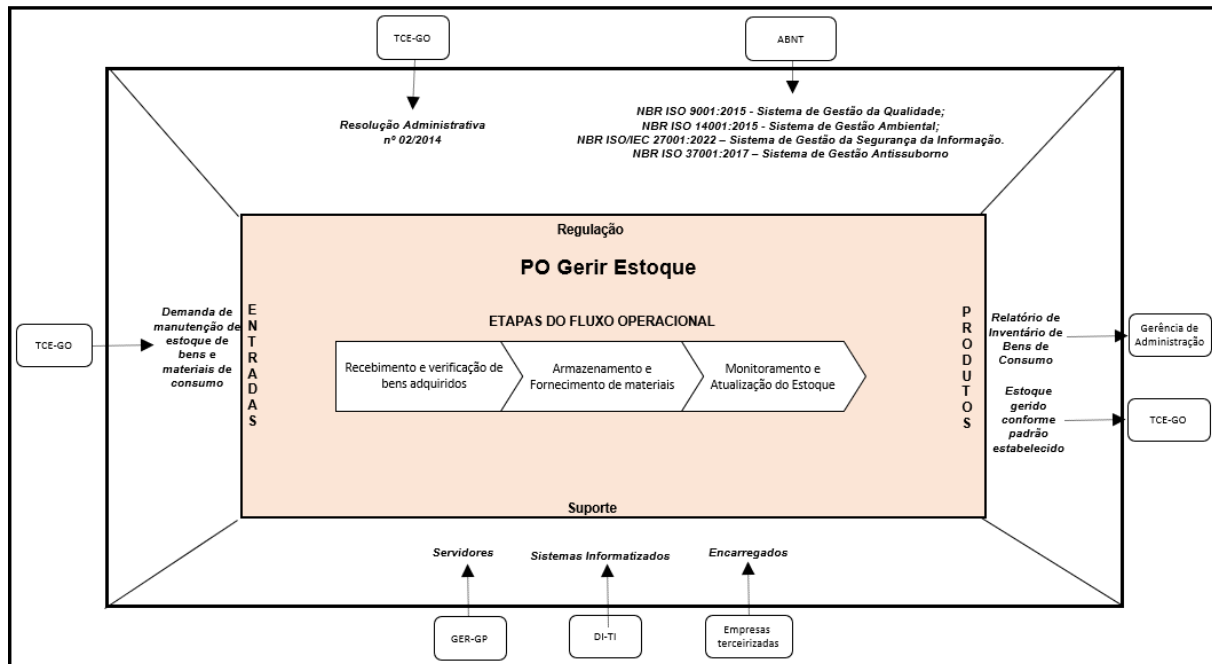 TCE-GO
ABNT
Resolução Administrativa
nº 02/2014
NBR ISO 9001:2015 - Sistema de Gestão da Qualidade;
NBR ISO 14001:2015 - Sistema de Gestão Ambiental;
NBR ISO/IEC 27001:2022 – Sistema de Gestão da Segurança da Informação.
NBR ISO 37001:2017 – Sistema de Gestão Antissuborno
Regulação
PO Gerir Estoque
TCE-GO
Demanda de
manutenção de
estoque de
bens e
materiais de
consumo
ENTRADAS
ETAPAS DO FLUXO OPERACIONAL
Recebimento e verificação de
bens adquiridos
Armazenamento e
Fornecimento de materiais
Monitoramento e
Atualização do Estoque
PRODUTOS
Relatório de
Inventário de
Bens de
Consumo
Gerência de
Administração
Estoque
gerido
conforme
padrão
estabelecido
TCE-GO
Suporte
Servidores
Sistemas Informatizados
Encarregados
GER-GP
DI-TI
Empresas
terceirizadas